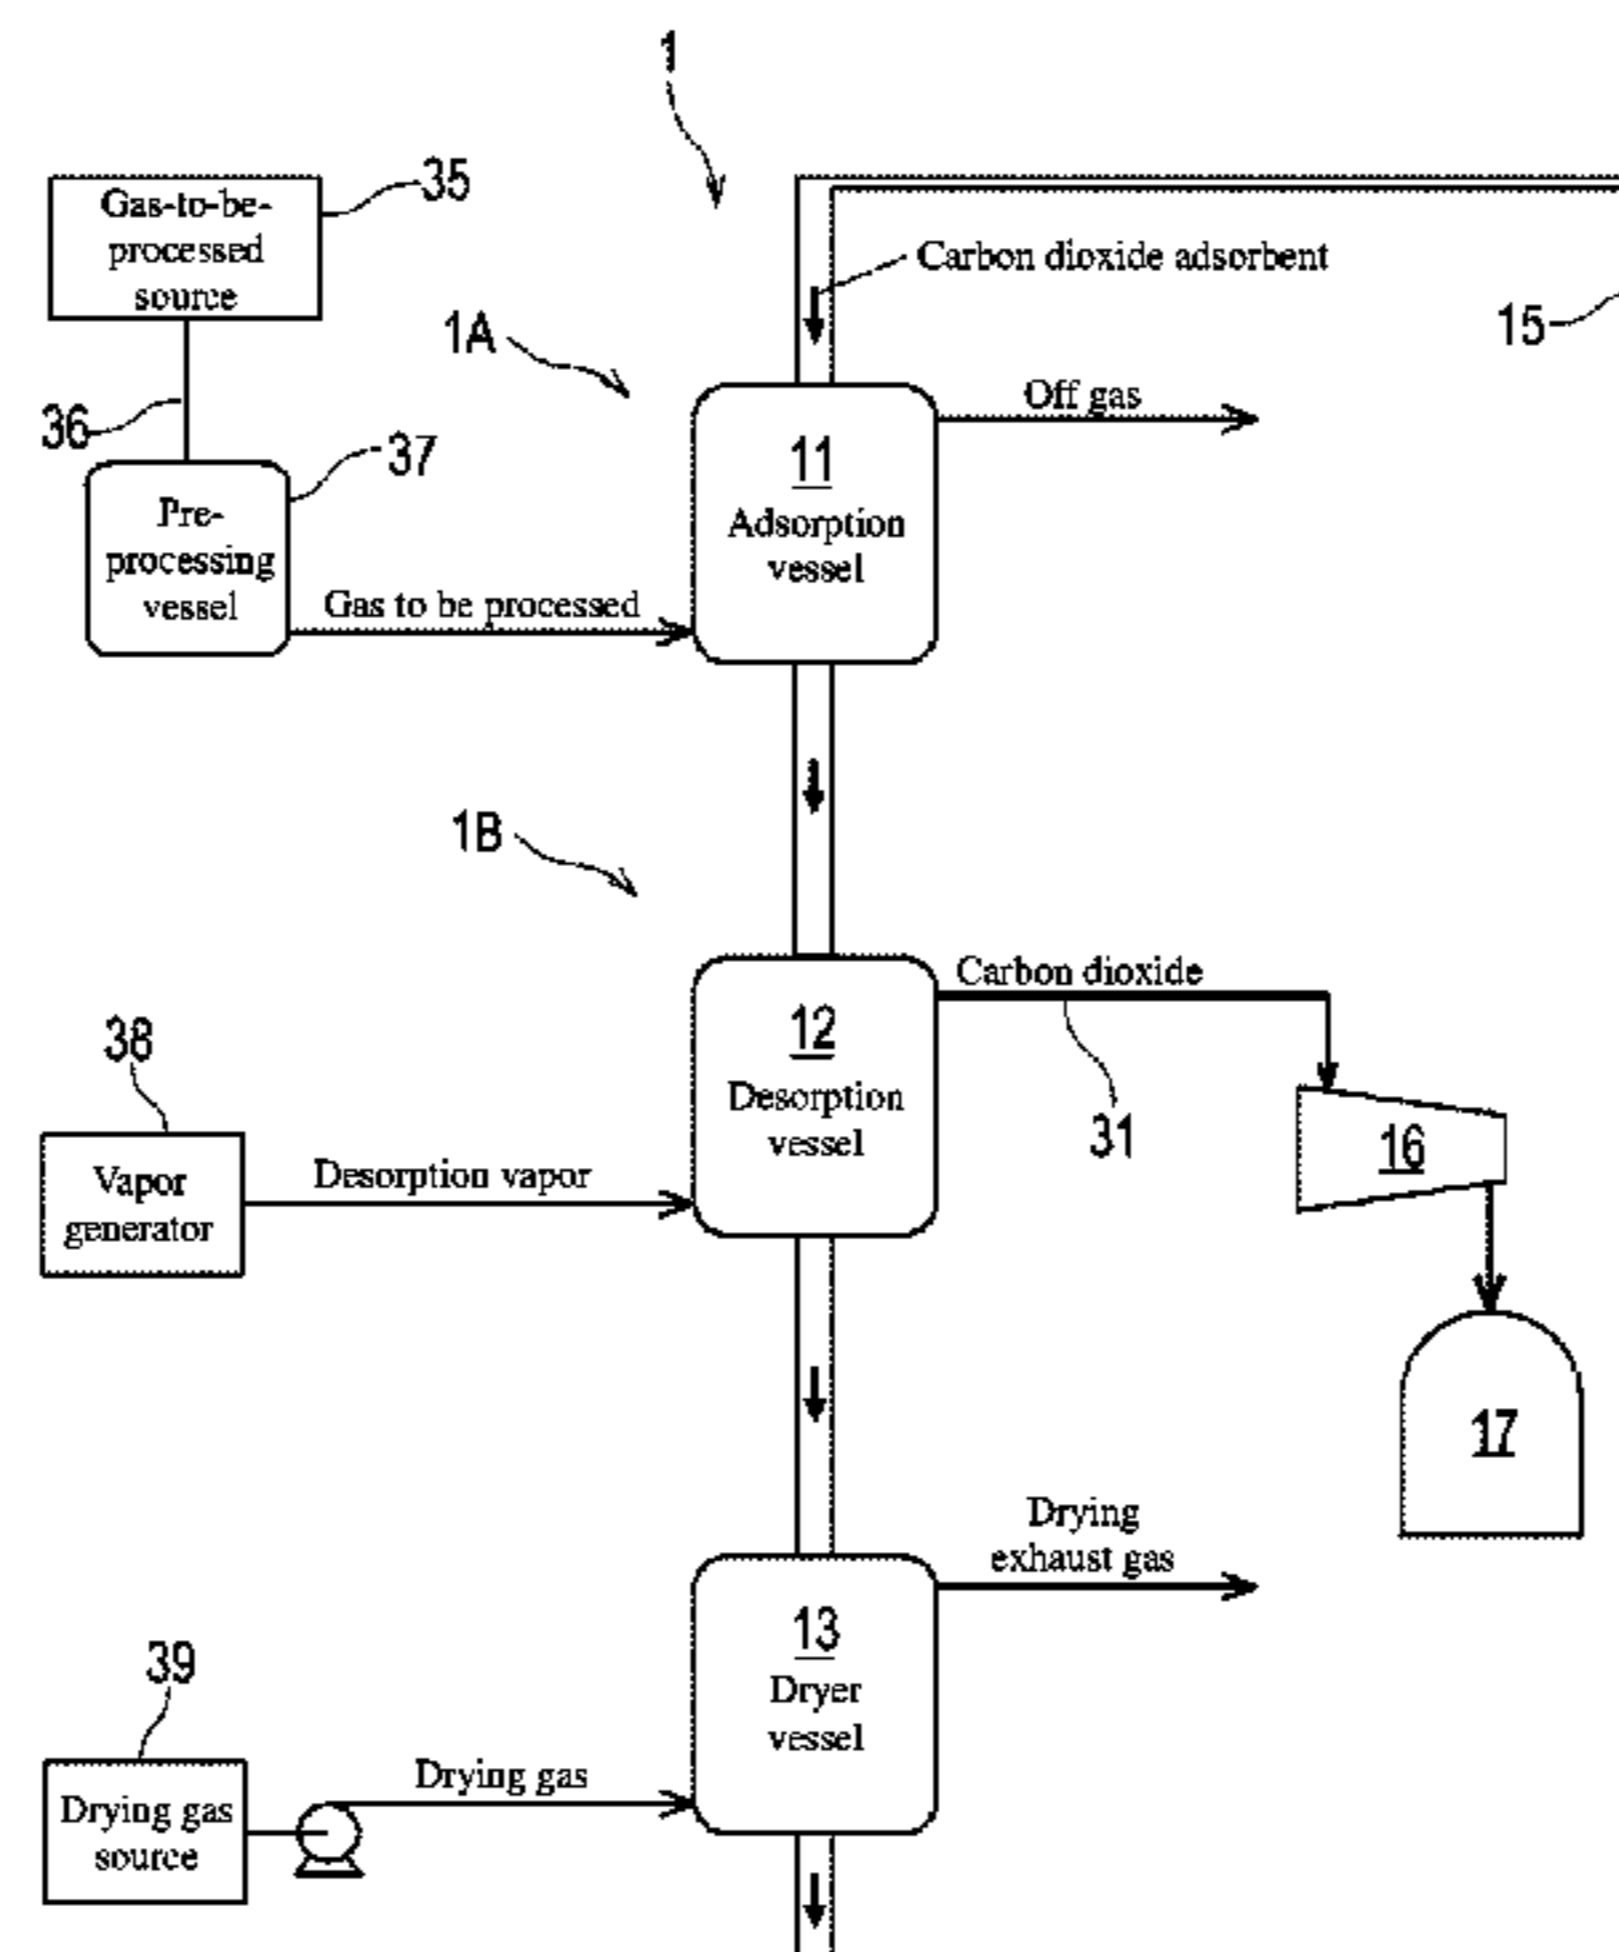 1
35
Gas-to-be-
processed
source
Carbon dioxide adsorbent
15
1A
Off gas
36
37
11
Adsorption
vessel
Pre-
processing
vessel
Gas to be processed
1B
Carbon dioxide
12
Desorption
vessel
38
31
16
Vapor
generator
Desorption vapor
17
Drying
exhaust gas
13
Dryer
vessel
39
Drying gas
Drying gas
source